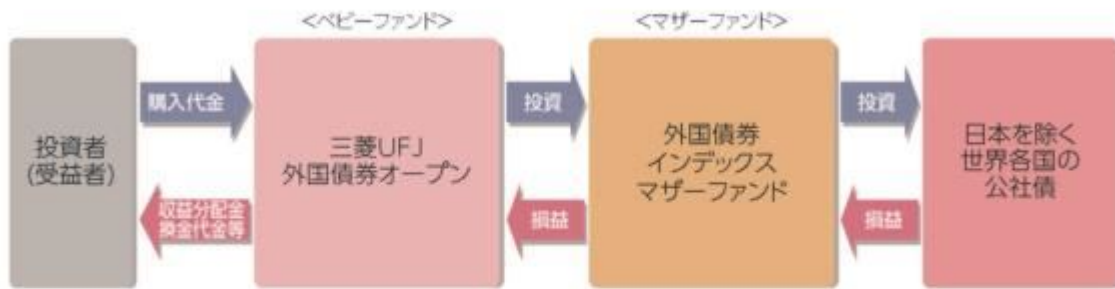 <ベビーファンド>
<マザーファンド>
投資者
(受益者)
購入代金
収益分配金
換金代金等
三菱UFJ
外国債券オープン
投資
損益
外国債券
インデックス
マザーファンド
投資
損益
日本を除く
世界各国の
公社債